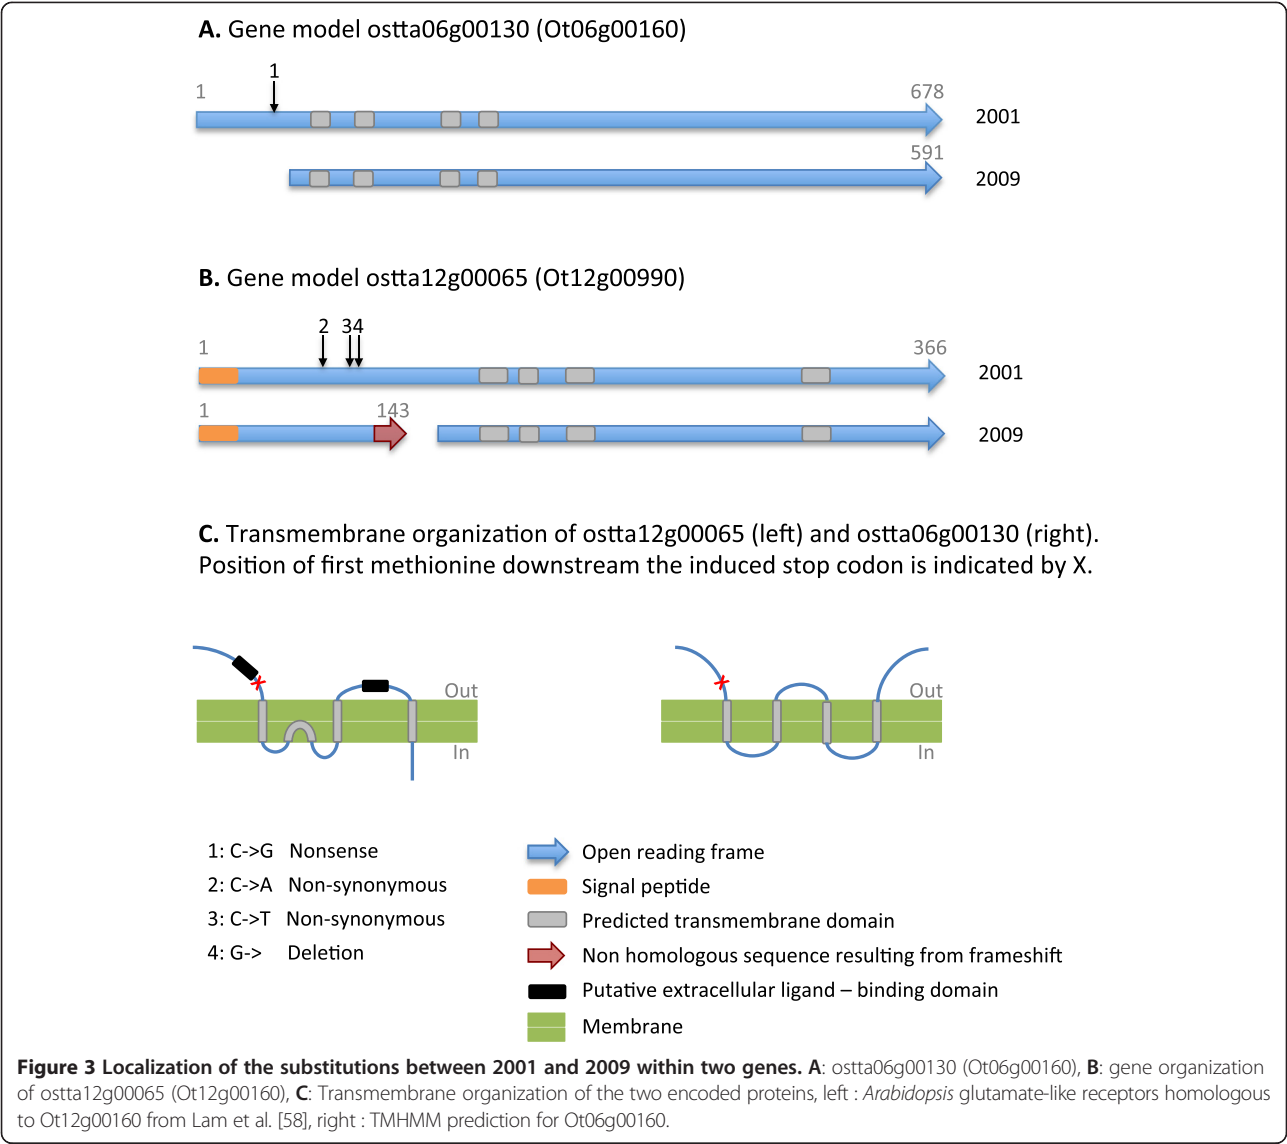 A. Gene model ostta06g00130 (Ot06g00160)
1
1 678
2001
591
2009
B. Gene model ostta12g00065 (Ot12g00990)
2 34
1 366
2001
1 143
2009
C. Transmembrane organization of ostta12g00065 (left) and ostta06g00130 (right).
Position of first methionine downstream the induced stop codon is indicated by X.
Out Out
In In
1: C->G Nonsense
2: C->A Non-synonymous
3: C->T Non-synonymous
4: G-> Deletion
Open reading frame
Signal peptide
Predicted transmembrane domain
Non homologous sequence resulting from frameshift
Putative extracellular ligand – binding domain
Membrane
Figure 3 Localization of the substitutions between 2001 and 2009 within two genes. A: ostta06g00130 (Ot06g00160), B: gene organization
of ostta12g00065 (Ot12g00160), C: Transmembrane organization of the two encoded proteins, left : Arabidopsis glutamate-like receptors homologous
to Ot12g00160 from Lam et al. [58], right : TMHMM prediction for Ot06g00160.